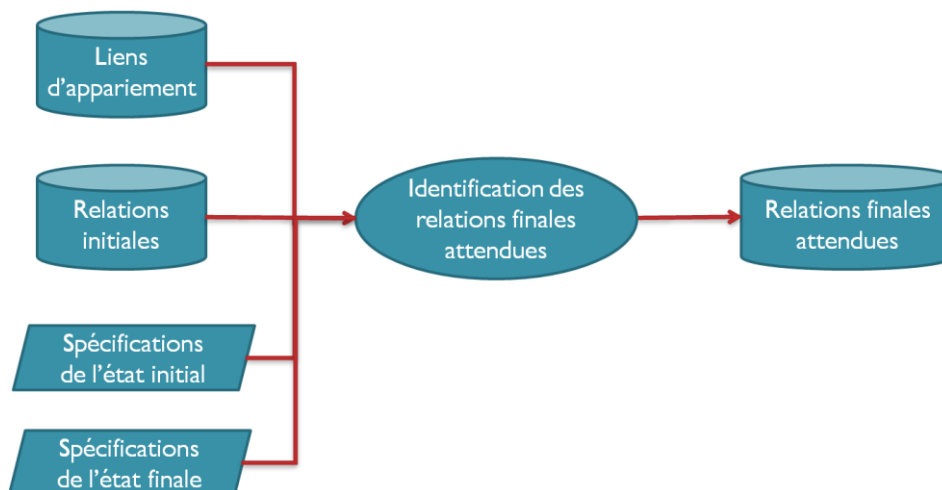 Liens
d'appariement
Relations
initiales
Identification des
relations finales
attendues
Relations finales
attendues
Spécifications
de l'état initial
Spécifications
de l'état finale